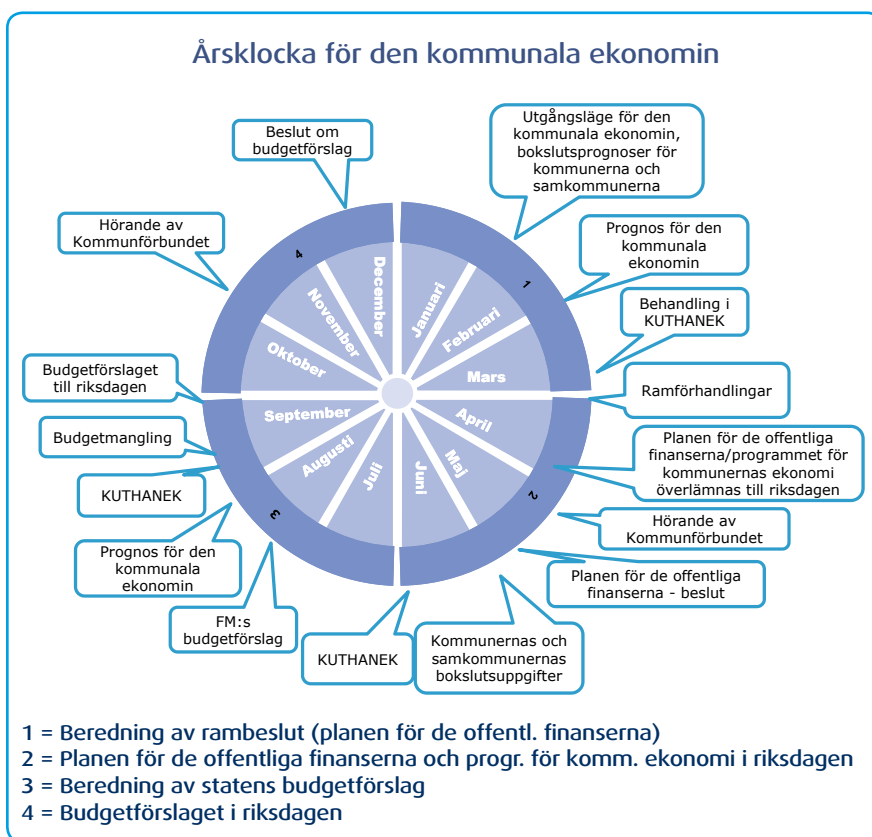 Årsklocka för den kommunala ekonomin
Utgångsläge för den
kommunala ekonomin,
bokslutsprognoser för
kommunerna och
samkommunerna
Prognos för den
kommunala
ekonomin
Behandling i
KUTHANEK
Ramförhandlingar
Planen för de offentliga
finanserna/programmet för
kommunernas ekonomi
överlämnas till riksdagen
Hörande av
Kommunförbundet
Planen för de offentliga
finanserna - beslut
Kommunernas och
samkommunernas
bokslutsuppgifter
KUTHANEK
FM:s
budgetförslag
Prognos för den
kommunala
ekonomin
KUTHANEK
Budgetmangling
Budgetförslaget
till riksdagen
Hörande av
Kommunförbundet
Beslut om
budgetförslag
Januari
Februari
Mars
April
Maj
Juni
Juli
Augusti
September
Oktober
November
December
1
2
3
4
1 = Beredning av rambeslut (planen för de offentl. finanserna)
2 = Planen för de offentliga finanserna och progr. för komm. ekonomi i riksdagen
3 = Beredning av statens budgetförslag
4 = Budgetförslaget i riksdagen